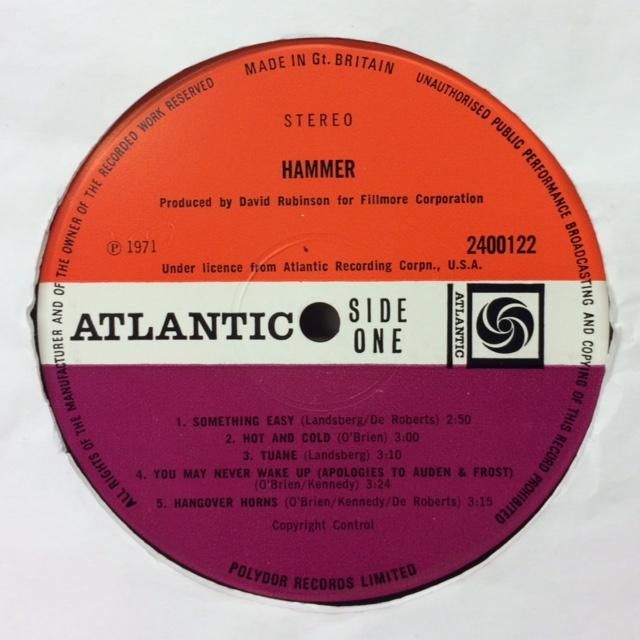 ALL RIGHTS OF THE MANUFACTURER AND OF THE OWNER OF THE RECORDED WORK RESERVED
MADE IN Gt. BRITAIN
UNAUTHORISED PUBLIC PERFORMANCE BROADCASTING AND COPYING OF THIS RECORD PROHIBITED
STEREO
HAMMER
Produced by David Rubinson for Fillmore Corporation
℗ 1971
2400122
Under licence from Atlantic Recording Corpn., U.S.A.
ATLANTIC
SIDE
ONE
ATLANTIC
1. SOMETHING EASY (Landsberg/De Roberts) 2:50
2. HOT AND COLD (O'Brien) 3:00
3. TUANE (Landsberg) 3:10
4. YOU MAY NEVER WAKE UP (APOLOGIES TO AUDEN & FROST)
(O'Brien/Kennedy) 3:24
5. HANGOVER HORNS (O'Brien/Kennedy/De Roberts) 3:15
Copyright Control
POLYDOR RECORDS LIMITED